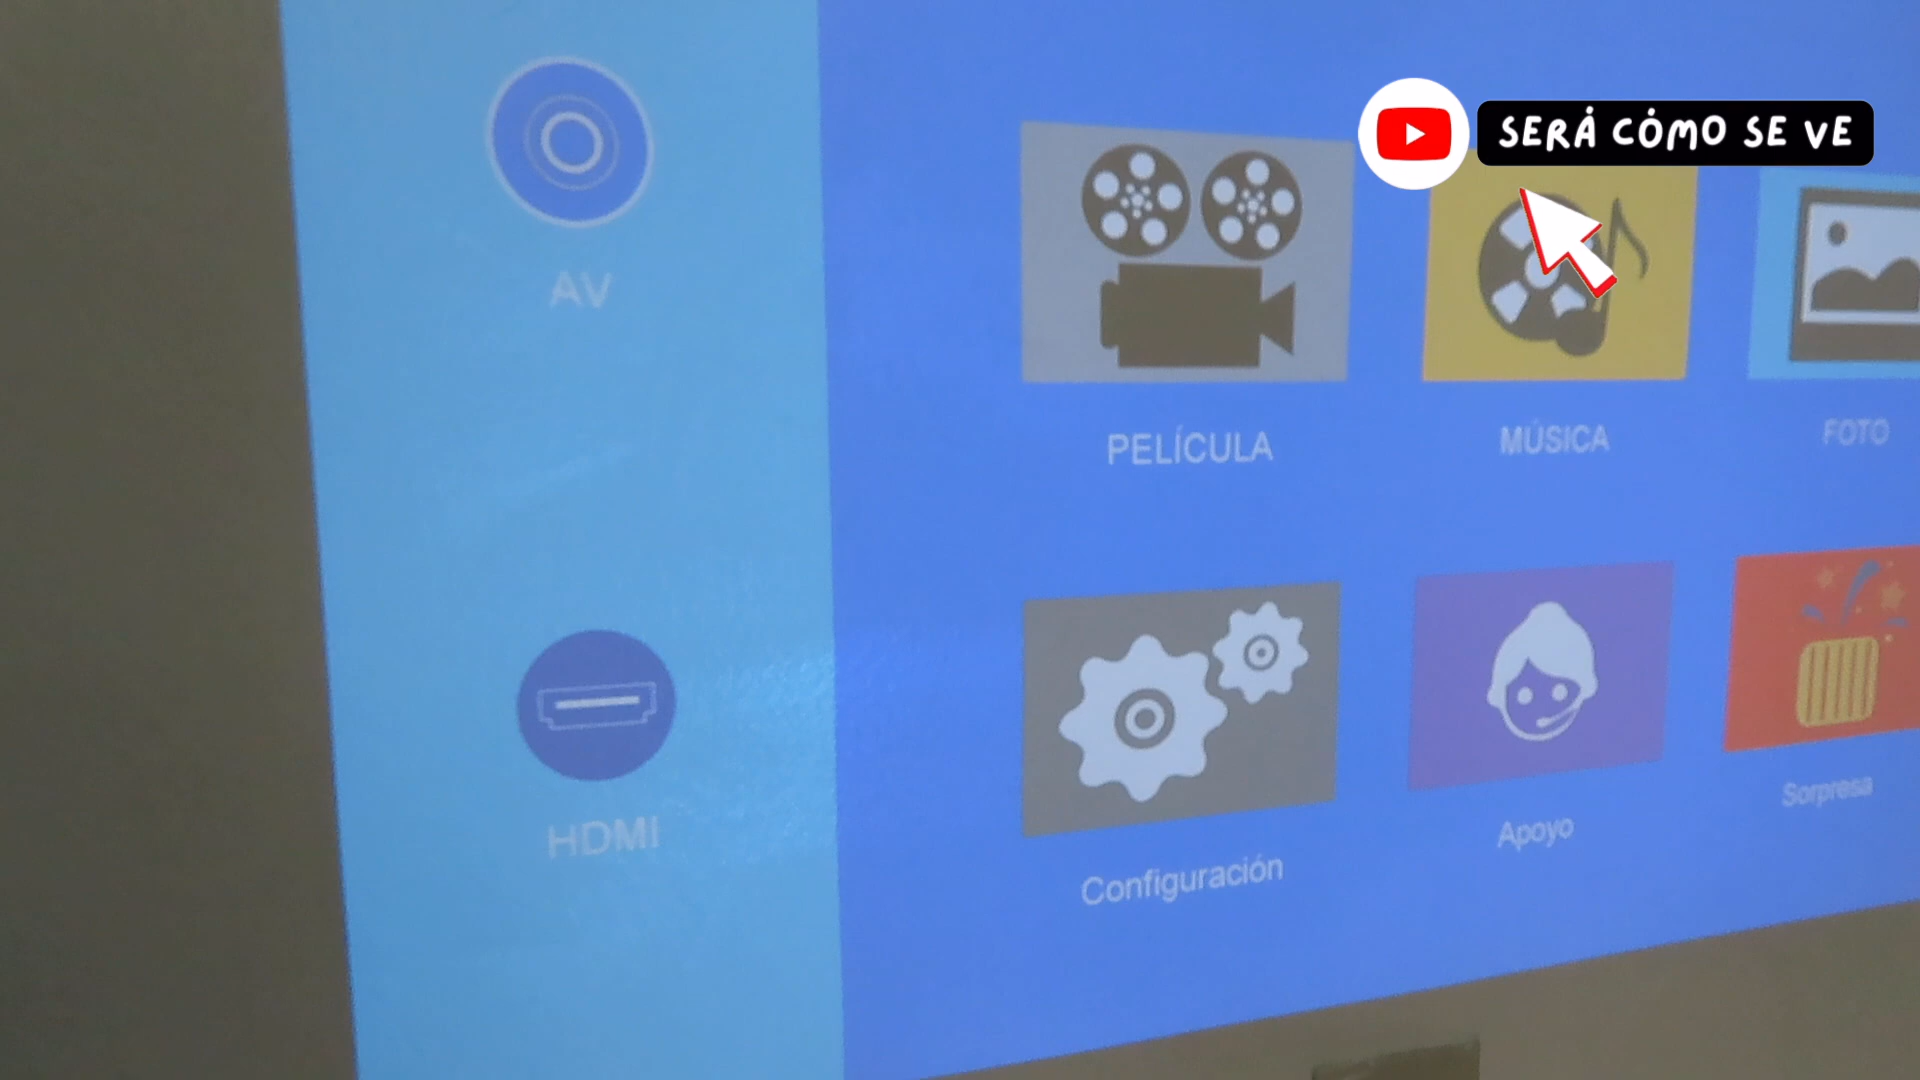 SERÁ CÓMO SE VE
AV
PELÍCULA
MÚSICA
FOTO
HDMI
Configuración
Apoyo
Sorpresa